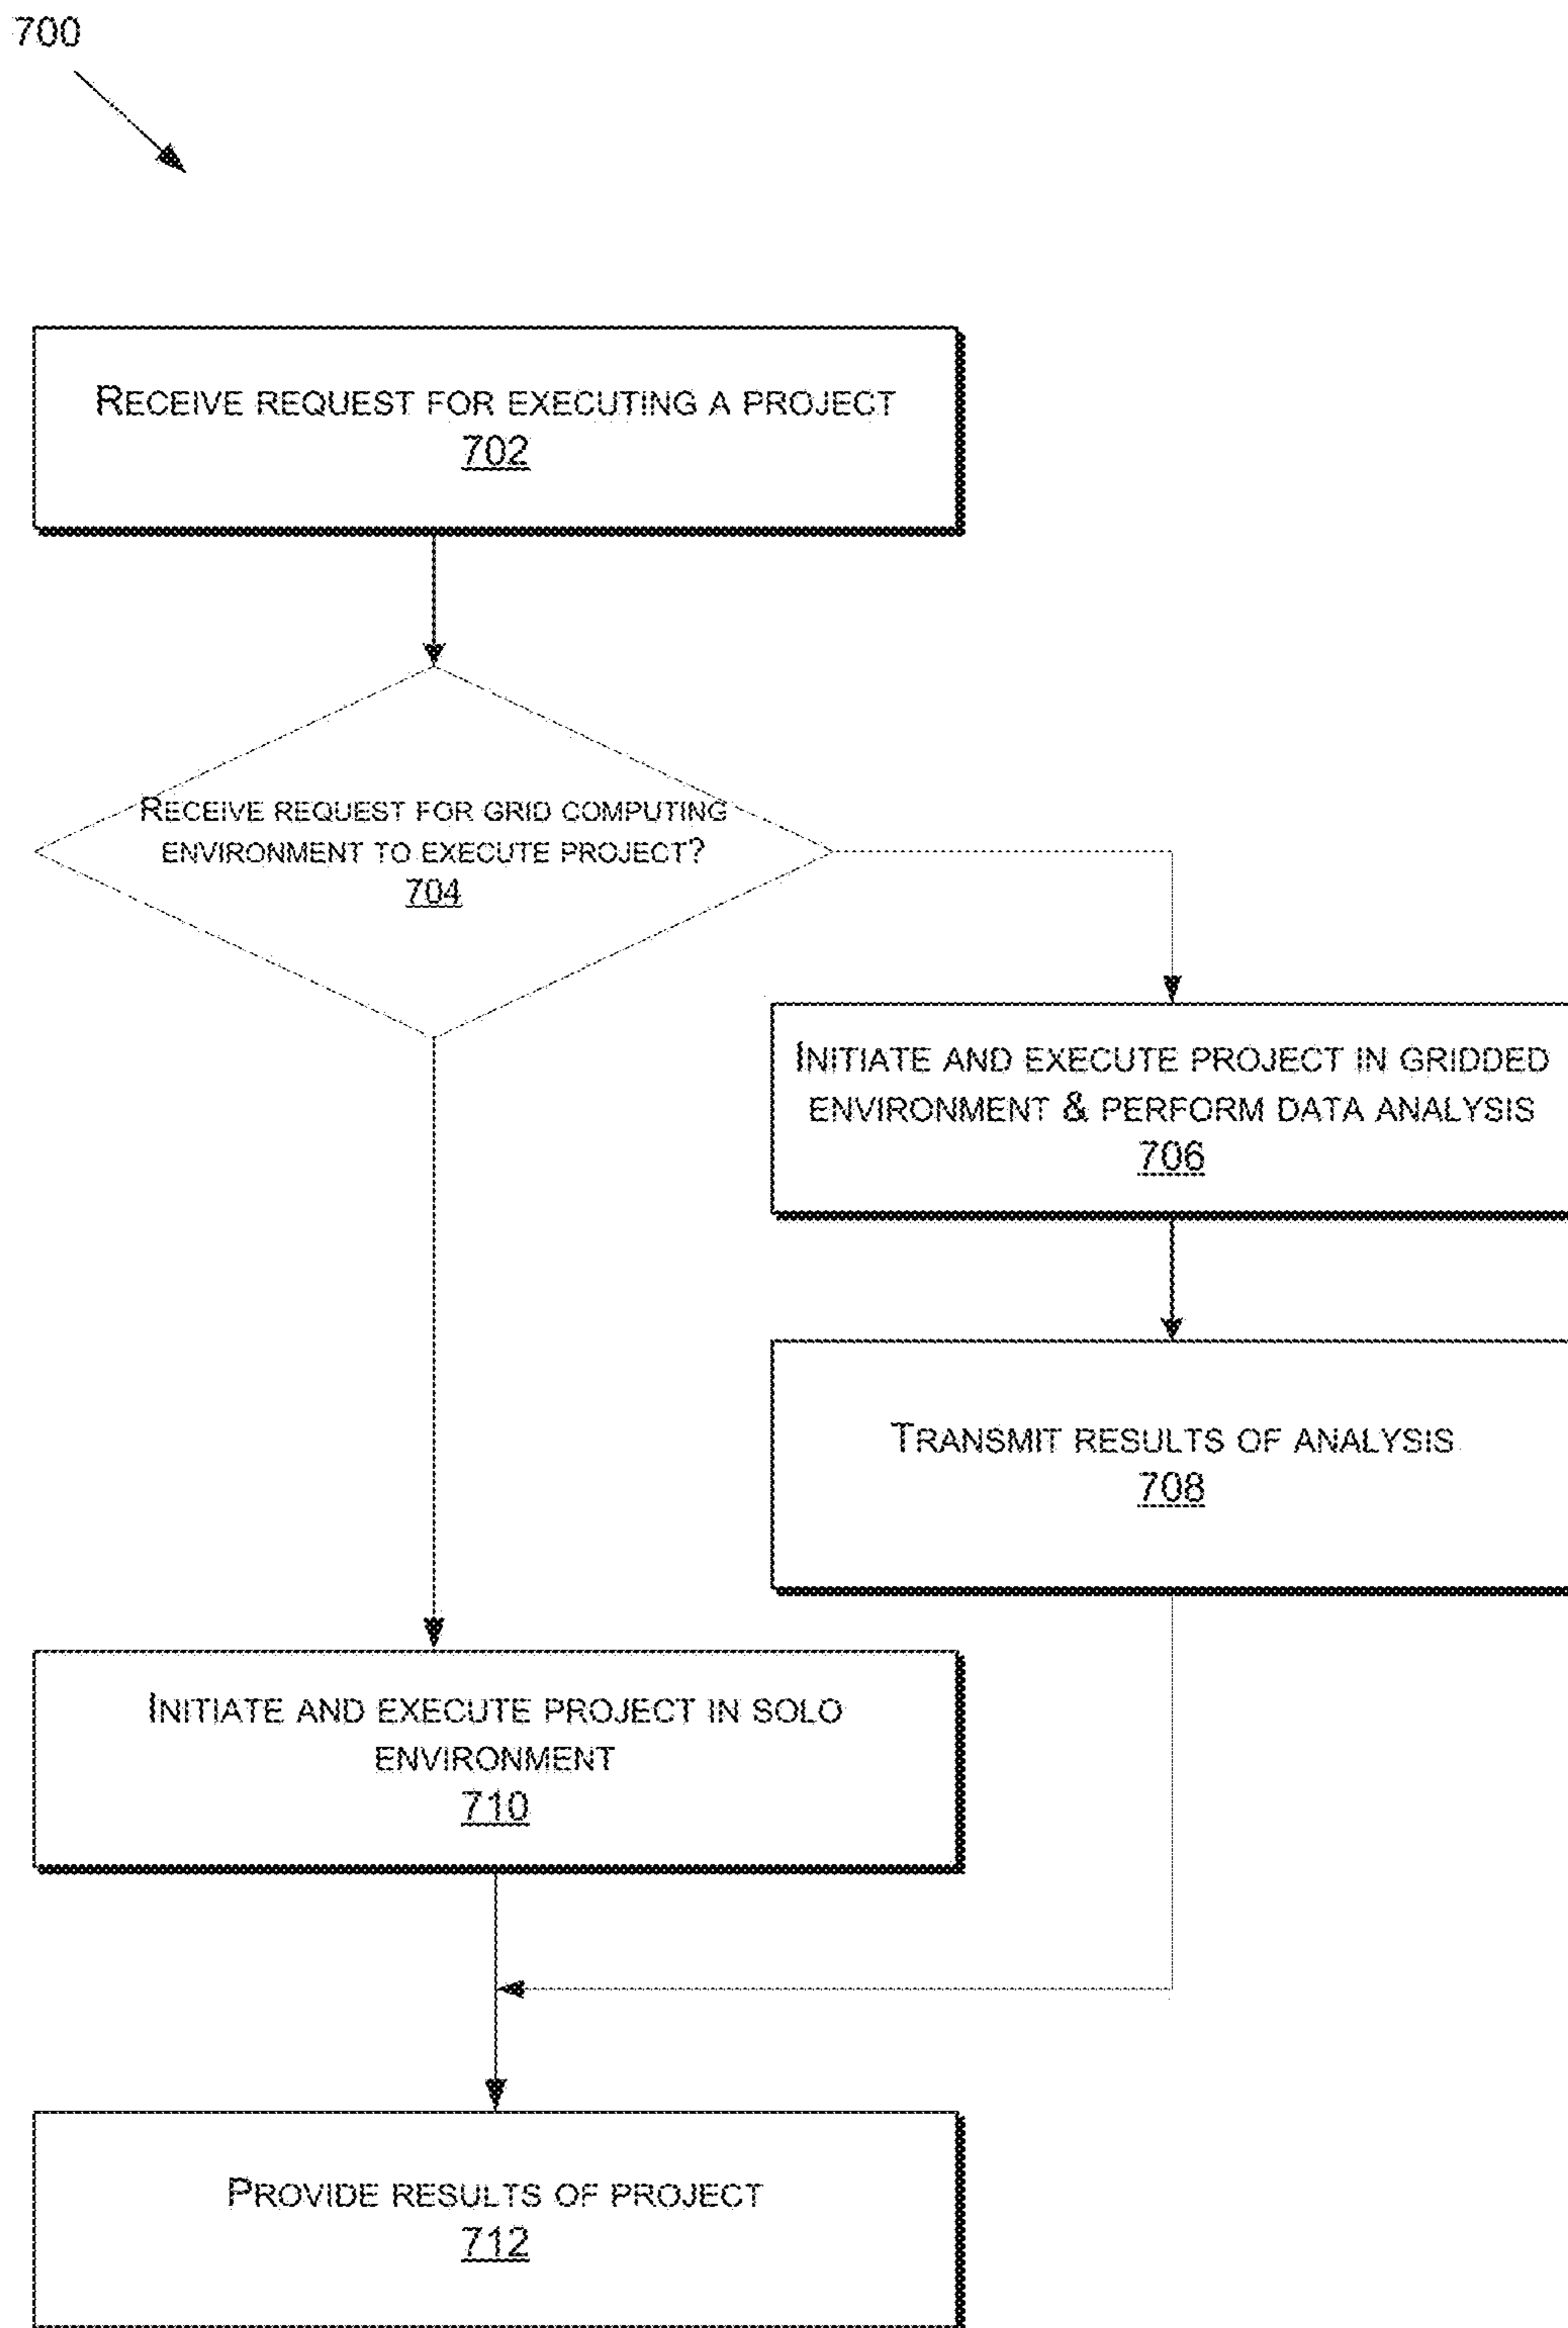 700
RECEIVE REQUEST FOR EXECUTING A PROJECT
702
RECEIVE REQUEST FOR GRID COMPUTING
ENVIRONMENT TO EXECUTE PROJECT?
704
INITIATE AND EXECUTE PROJECT IN GRIDDED
ENVIRONMENT & PERFORM DATA ANALYSIS
706
TRANSMIT RESULTS OF ANALYSIS
708
INITIATE AND EXECUTE PROJECT IN SOLO
ENVIRONMENT
710
PROVIDE RESULTS OF PROJECT
712